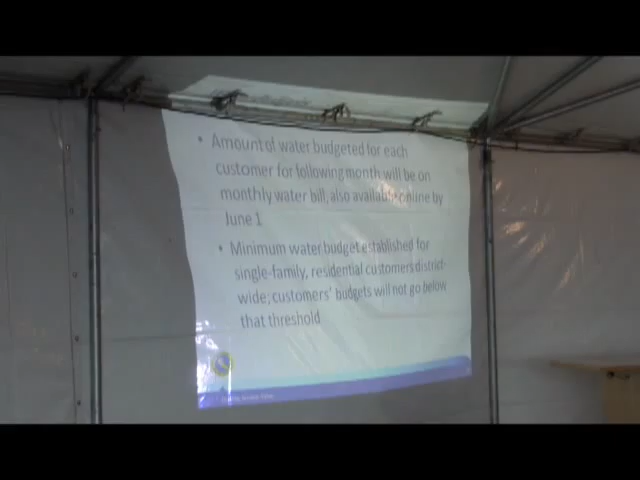 • Amount of water budgeted for each
customer for following month will be on
monthly water bill; also available online by
June 1
• Minimum water budget established for
single-family, residential customers district-
wide; customers' budgets will not go below
that threshold